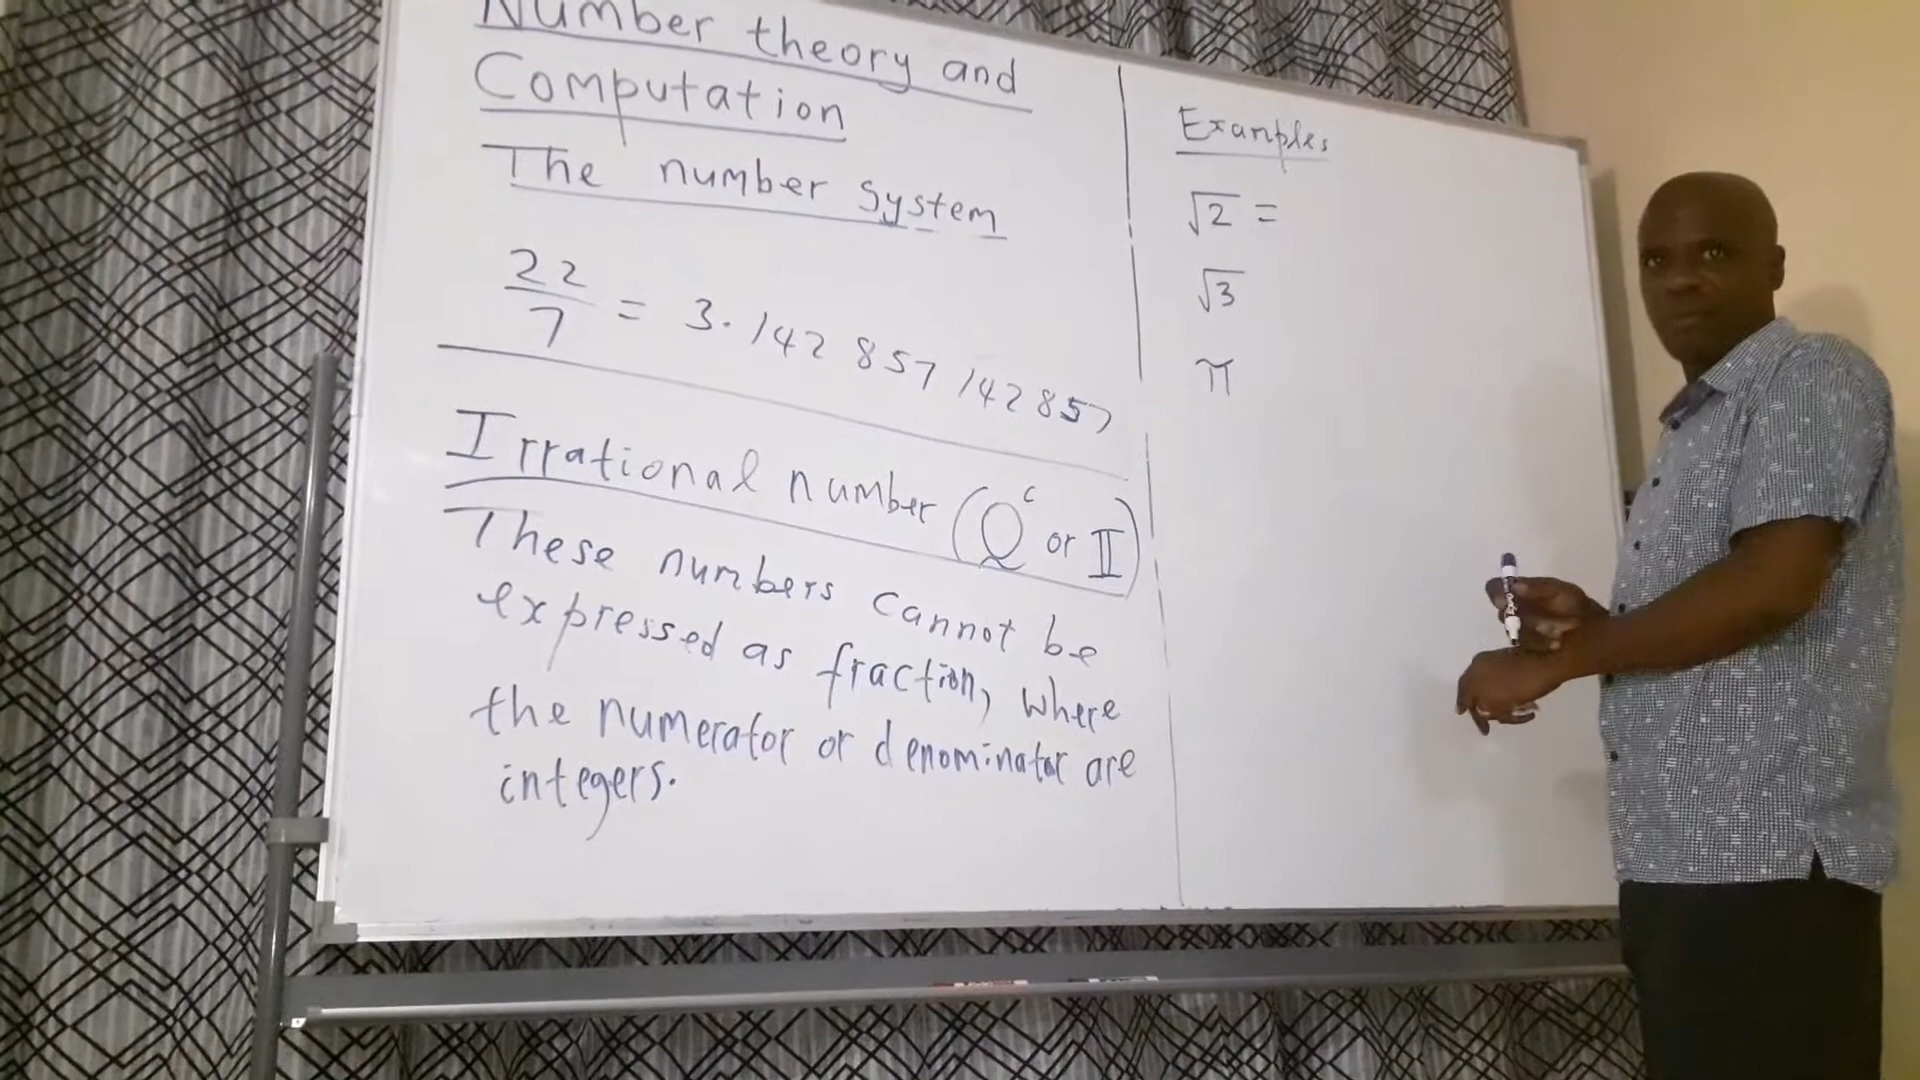 Number theory and
Computation
The number System
22/7 = 3.142 857 142857
Irrational number (Qᶜ or II)
These numbers cannot be
expressed as fraction, where
the numerator or denominator are
integers.
Examples
√2 =
√3
π